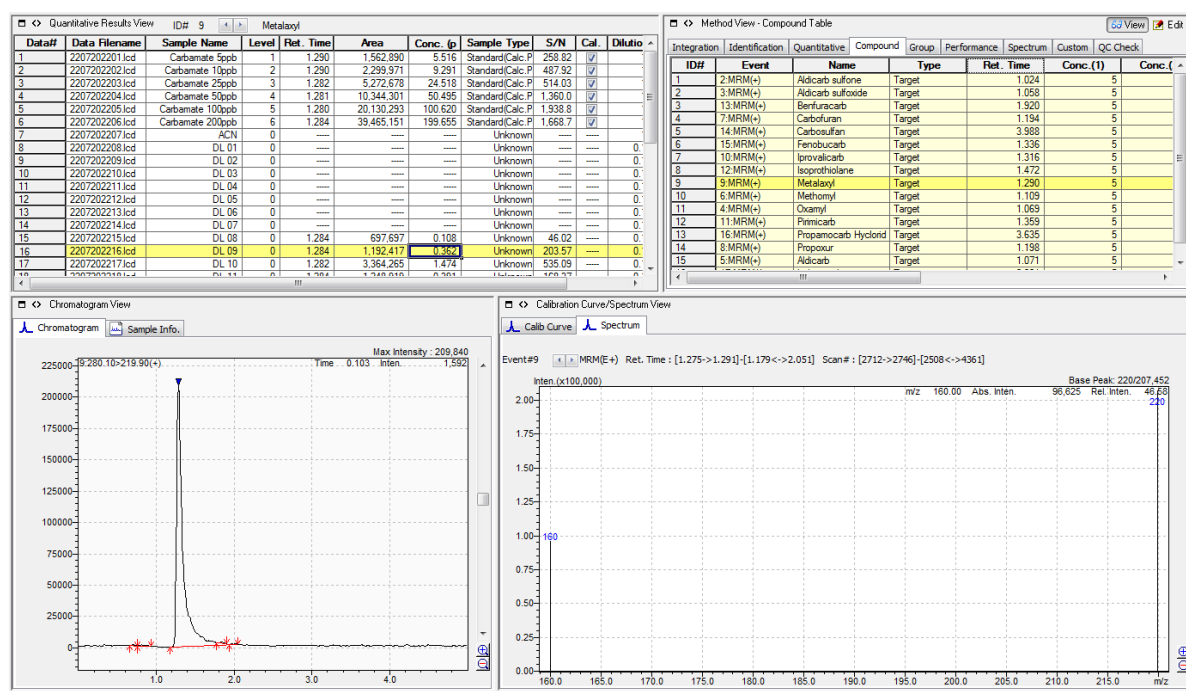 Quantitative Results View ID# 9 Metalaxyl
Data# Data Filename Sample Name Level Ret. Time Area Conc. (p Sample Type S/N Cal. Dilutio
1 2207202201.lcd Carbamate 5ppb 1 1.290 1,562,890 5.516 Standard(Calc.P 258.82
2 2207202202.lcd Carbamate 10ppb 2 1.290 2,299,971 9.291 Standard(Calc.P 487.92
3 2207202203.lcd Carbamate 25ppb 3 1.282 5,272,678 24.518 Standard(Calc.P 514.03
4 2207202204.lcd Carbamate 50ppb 4 1.281 10,344,301 50.495 Standard(Calc.P 1,360.0
5 2207202205.lcd Carbamate 100ppb 5 1.280 20,130,293 100.620 Standard(Calc.P 1,938.8
6 2207202206.lcd Carbamate 200ppb 6 1.284 39,465,151 199.655 Standard(Calc.P 1,668.7
7 2207202207.lcd ACN 0 ----- ----- ----- Unknown ----- -----
8 2207202208.lcd DL 01 0 ----- ----- ----- Unknown ----- ----- 0.
9 2207202209.lcd DL 02 0 ----- ----- ----- Unknown ----- ----- 0.
10 2207202210.lcd DL 03 0 ----- ----- ----- Unknown ----- ----- 0.
11 2207202211.lcd DL 04 0 ----- ----- ----- Unknown ----- ----- 0.
12 2207202212.lcd DL 05 0 ----- ----- ----- Unknown ----- ----- 0.
13 2207202213.lcd DL 06 0 ----- ----- ----- Unknown ----- ----- 0.
14 2207202214.lcd DL 07 0 ----- ----- ----- Unknown ----- ----- 0.
15 2207202215.lcd DL 08 0 1.284 697,697 0.108 Unknown 46.02 ----- 0.
16 2207202216.lcd DL 09 0 1.284 1,192,417 0.362 Unknown 203.57 ----- 0.
17 2207202217.lcd DL 10 0 1.282 3,364,265 1.474 Unknown 535.09 ----- 0.
Method View - Compound Table View Edit
Integration Identification Quantitative Compound Group Performance Spectrum Custom QC Check
ID# Event Name Type Ret. Time Conc.(1) Conc.(
1 2:MRM(+) Aldicarb sulfone Target 1.024 5
2 3:MRM(+) Aldicarb sulfoxide Target 1.058 5
3 13:MRM(+) Benfuracarb Target 1.920 5
4 7:MRM(+) Carbofuran Target 1.194 5
5 14:MRM(+) Carbosulfan Target 3.988 5
6 15:MRM(+) Fenobucarb Target 1.336 5
7 10:MRM(+) Iprovalicarb Target 1.316 5
8 12:MRM(+) Isoprothiolane Target 1.472 5
9 9:MRM(+) Metalaxyl Target 1.290 5
10 6:MRM(+) Methomyl Target 1.109 5
11 4:MRM(+) Oxamyl Target 1.069 5
12 11:MRM(+) Pirimicarb Target 1.359 5
13 16:MRM(+) Propamocarb Hyclorid Target 3.635 5
14 8:MRM(+) Propoxur Target 1.198 5
15 5:MRM(+) Aldicarb Target 1.071 5
Chromatogram View
Chromatogram Sample Info.
Max Intensity : 209,840
9:280.10>219.90(+) Time 0.103 Inten. 1,592
225000
200000
175000
150000
125000
100000
75000
50000
25000
0
1.0 2.0 3.0 4.0
Calibration Curve/Spectrum View
Calib Curve Spectrum
Event#9 MRM(E+) Ret. Time : [1.275->1.291]-[1.179<->2.051] Scan# : [2712->2746]-[2508<->4361]
Inten.(x100,000) Base Peak: 220/207,452
m/z 160.00 Abs. Inten. 96,625 Rel. Inten. 46.58
220
2.00
1.75
1.50
1.25
1.00
160
0.75
0.50
0.25
0.00
160.0 165.0 170.0 175.0 180.0 185.0 190.0 195.0 200.0 205.0 210.0 215.0 m/z